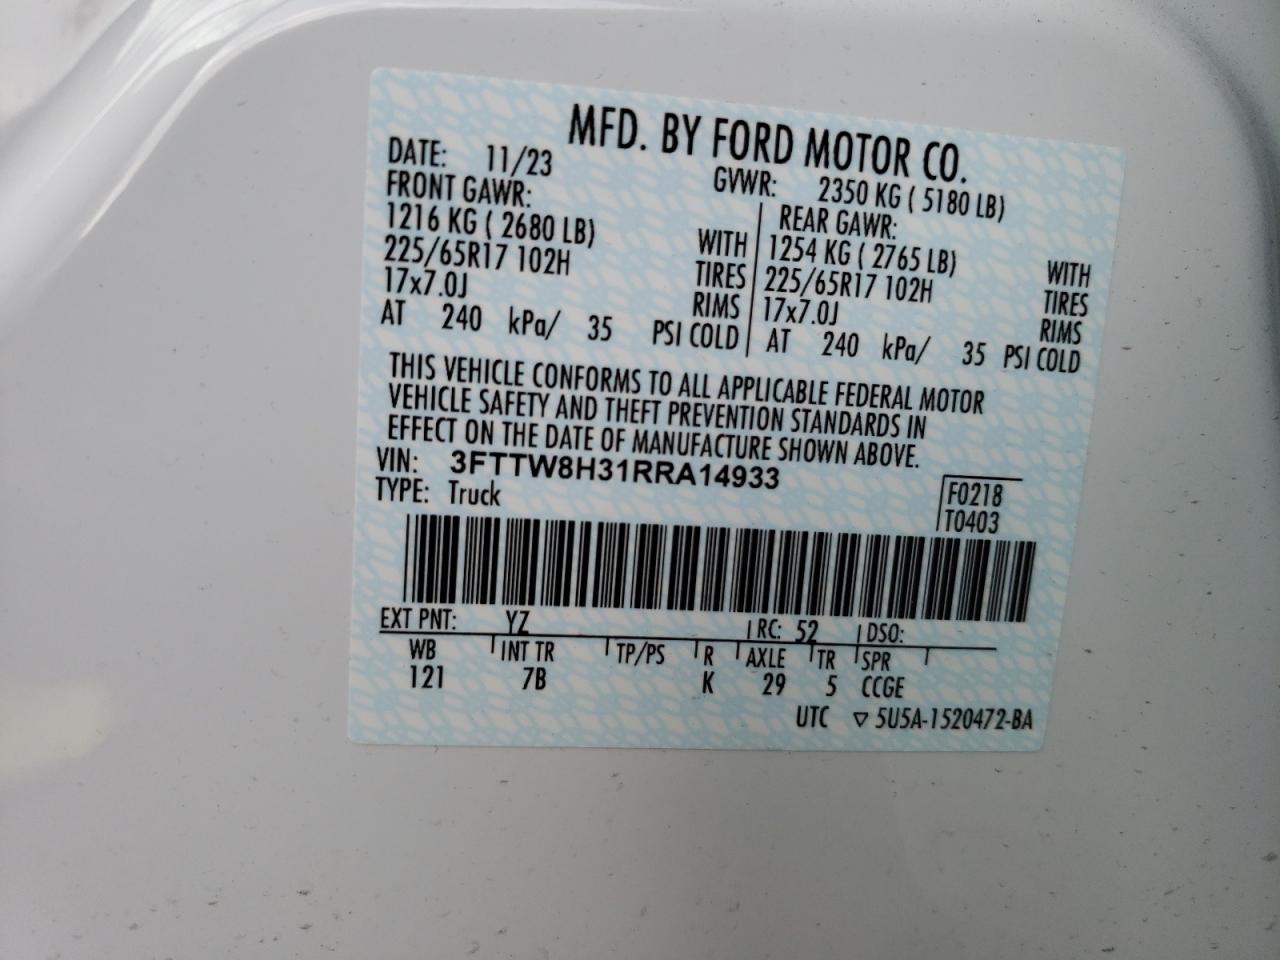 MFD. BY FORD MOTOR CO.
DATE: 11/23 GVWR: 2350 KG ( 5180 LB)
FRONT GAWR: REAR GAWR:
1216 KG ( 2680 LB) WITH 1254 KG ( 2765 LB) WITH
225/65R17 102H TIRES 225/65R17 102H TIRES
17x7.0J RIMS 17x7.0J RIMS
AT 240 kPa/ 35 PSI COLD AT 240 kPa/ 35 PSI COLD
THIS VEHICLE CONFORMS TO ALL APPLICABLE FEDERAL MOTOR
VEHICLE SAFETY AND THEFT PREVENTION STANDARDS IN
EFFECT ON THE DATE OF MANUFACTURE SHOWN ABOVE.
VIN: 3FTTW8H31RRA14933
TYPE: Truck F0218
T0403
EXT PNT: YZ RC: 52 DSO:
WB INT TR TP/PS R AXLE TR SPR
121 7B K 29 5 CCGE
UTC ▽ 5U5A-1520472-BA